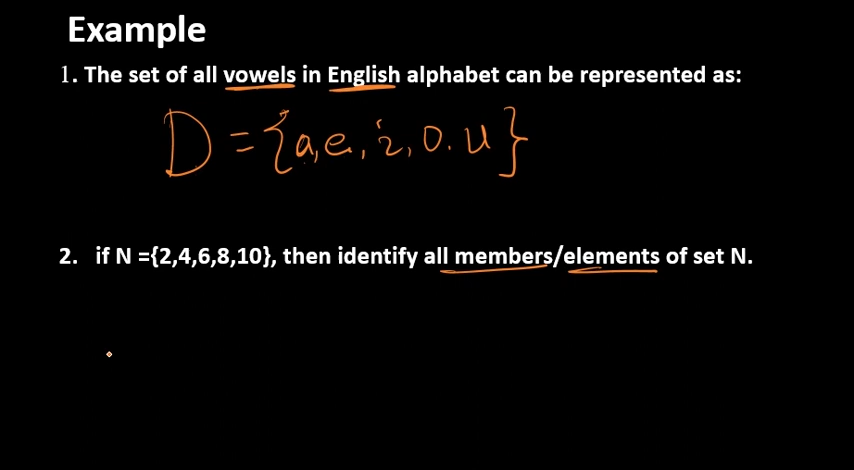 Example
1. The set of all vowels in English alphabet can be represented as:
D = {a, e, i, o. u}
2. if N ={2,4,6,8,10}, then identify all members/elements of set N.